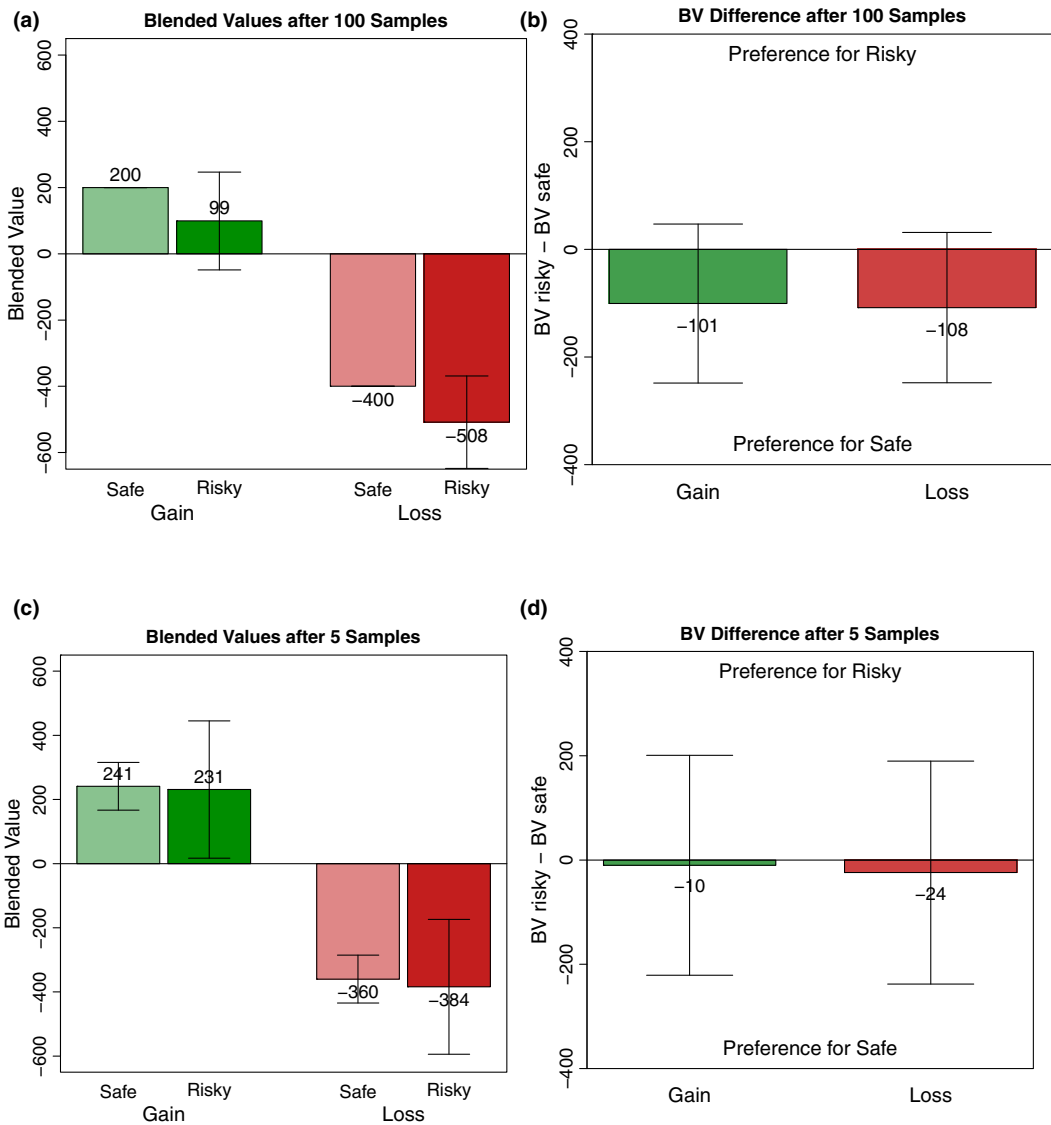 (a)
Blended Values after 100 Samples
Blended Value
600
400
200
0
−200
−400
−600
200
99
−400
−508
Safe Risky Safe Risky
Gain Loss
(b)
BV Difference after 100 Samples
BV risky − BV safe
400
200
0
−200
−400
Preference for Risky
−101
−108
Preference for Safe
Gain Loss
(c)
Blended Values after 5 Samples
Blended Value
600
400
200
0
−200
−400
−600
241
231
−360
−384
Safe Risky Safe Risky
Gain Loss
(d)
BV Difference after 5 Samples
BV risky − BV safe
400
200
0
−200
−400
Preference for Risky
−10
−24
Preference for Safe
Gain Loss